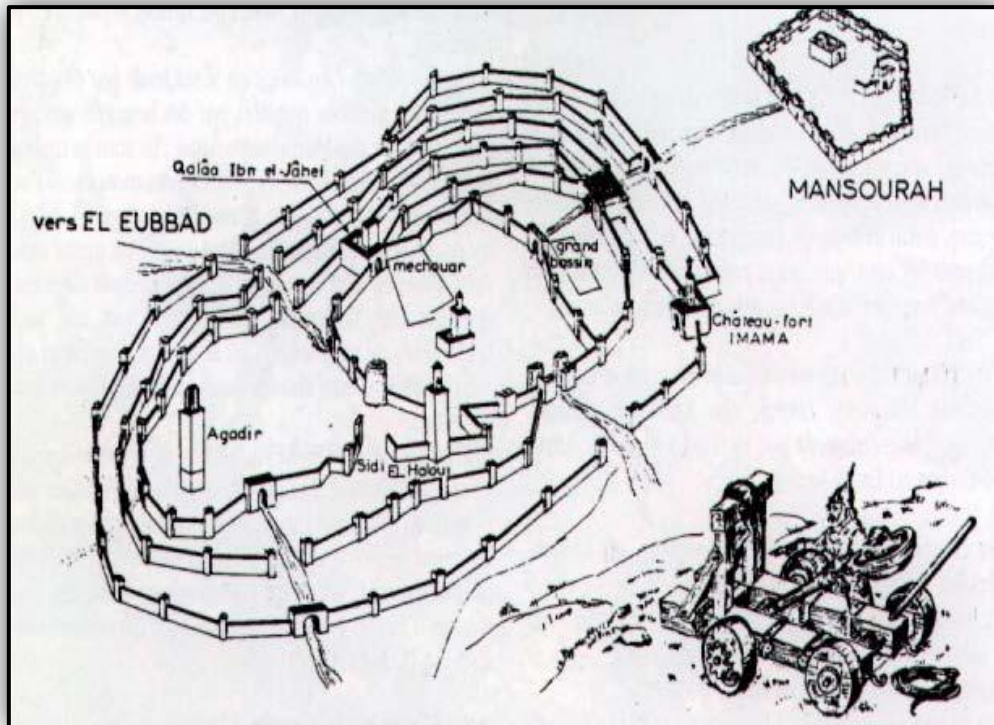 Qalâa Ibn el-Jâhel
vers EL EUBBAD
MANSOURAH
mechouar
grand
bassin
Château-fort
IMAMA
Agadir
Sidi EL Haloui